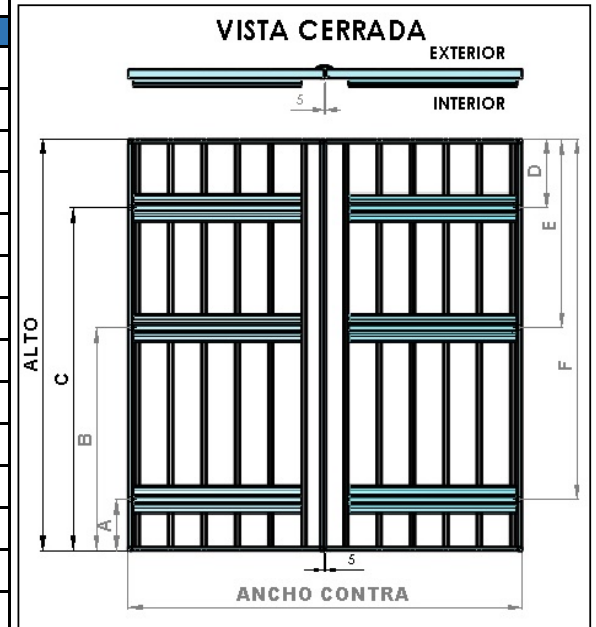 VISTA CERRADA
EXTERIOR
5
INTERIOR
D
E
ALTO
F
C
B
A
5
ANCHO CONTRA